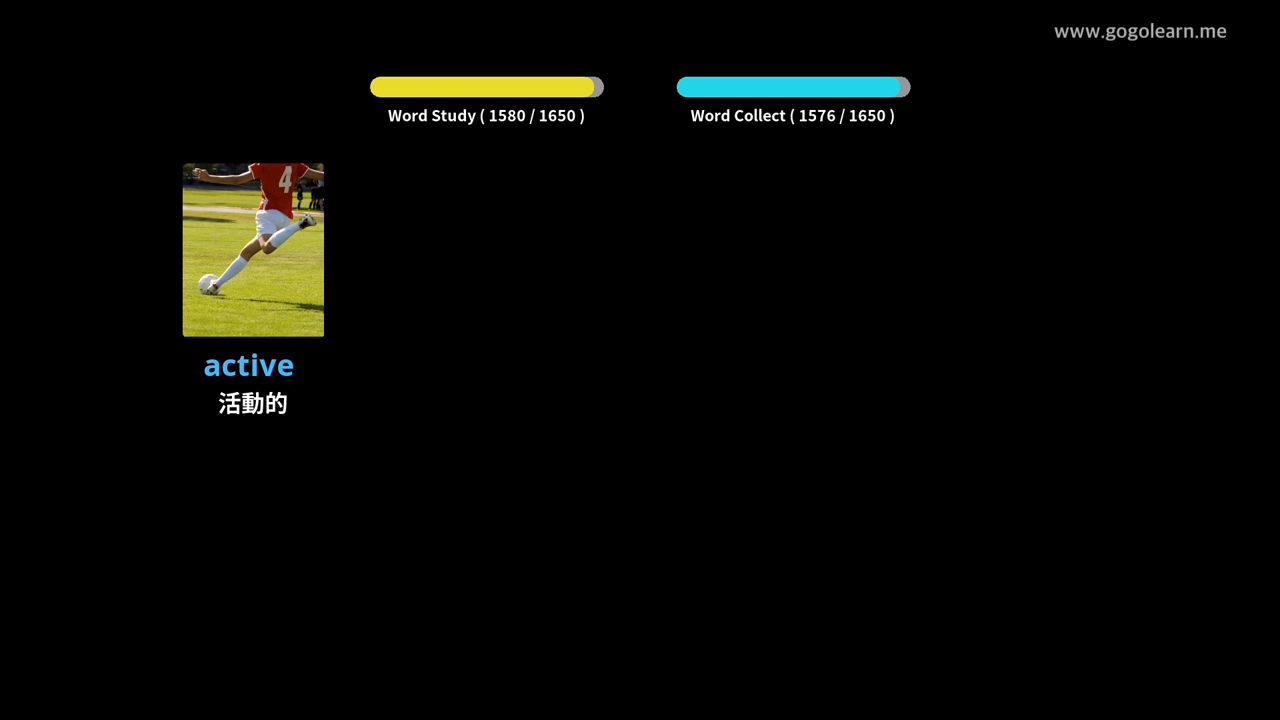 www.gogolearn.me
Word Study ( 1580 / 1650 )
Word Collect ( 1576 / 1650 )
4
active
活動的